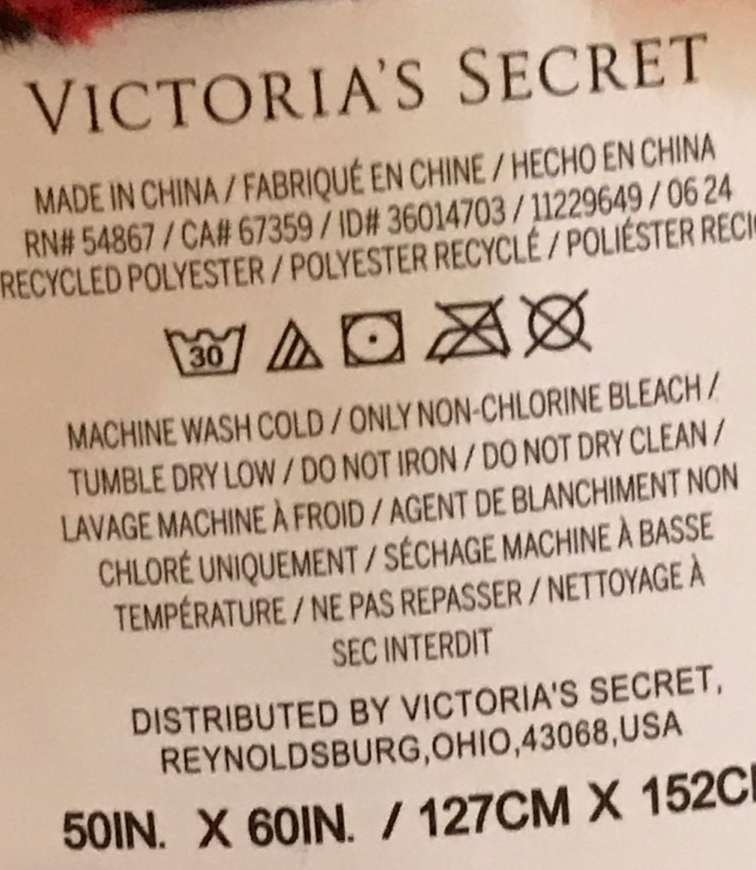 VICTORIA'S SECRET
MADE IN CHINA / FABRIQUÉ EN CHINE / HECHO EN CHINA
RN# 54867 / CA# 67359 / ID# 36014703 / 11229649 / 06 24
RECYCLED POLYESTER / POLYESTER RECYCLÉ / POLIÉSTER
30
MACHINE WASH COLD / ONLY NON-CHLORINE BLEACH /
TUMBLE DRY LOW / DO NOT IRON / DO NOT DRY CLEAN /
LAVAGE MACHINE À FROID / AGENT DE BLANCHIMENT NON
CHLORÉ UNIQUEMENT / SÉCHAGE MACHINE À BASSE
TEMPÉRATURE / NE PAS REPASSER / NETTOYAGE À
SEC INTERDIT
DISTRIBUTED BY VICTORIA'S SECRET,
REYNOLDSBURG,OHIO,43068,USA
50IN. X 60IN. / 127CM X 152C